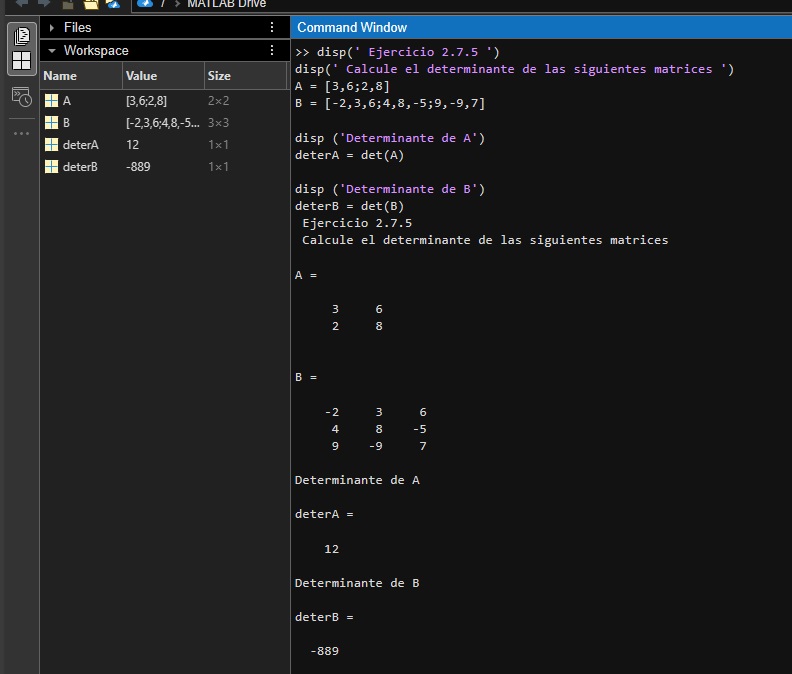 / > MATLAB Drive
Files
Workspace
Name Value Size
A [3,6;2,8] 2×2
B [-2,3,6;4,8,-5... 3×3
deterA 12 1×1
deterB -889 1×1
Command Window
>> disp(' Ejercicio 2.7.5 ')
disp(' Calcule el determinante de las siguientes matrices ')
A = [3,6;2,8]
B = [-2,3,6;4,8,-5;9,-9,7]
disp ('Determinante de A')
deterA = det(A)
disp ('Determinante de B')
deterB = det(B)
Ejercicio 2.7.5
Calcule el determinante de las siguientes matrices
A =
3 6
2 8
B =
-2 3 6
4 8 -5
9 -9 7
Determinante de A
deterA =
12
Determinante de B
deterB =
-889